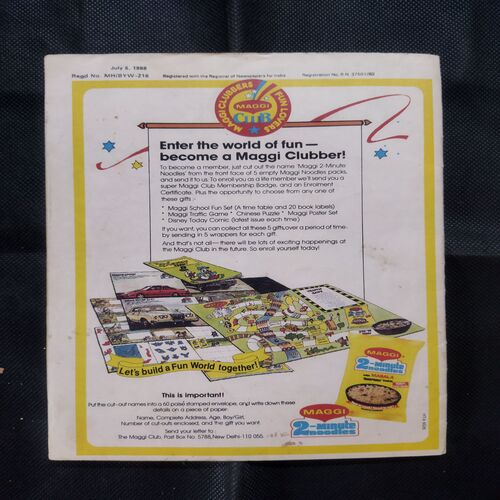 July 6, 1988
Regd No. MH/BYW-216 Registered with the Registrar of Newspapers for India Registration No. R.N. 37501/80
MAGGI CLUBBERS FUN LOVERS
MAGGI
CLUB
Enter the world of fun —
become a Maggi Clubber!
To become a member, just cut out the name 'Maggi 2-Minute
Noodles' from the front face of 5 empty Maggi Noodles packs,
and send it to us. To enroll you as a life member we'll send you a
super Maggi Club Membership Badge, and an Enrolment
Certificate. Plus the opportunity to choose from any one of
these gifts :-
* Maggi School Fun Set (A time table and 20 book labels)
* Maggi Traffic Game * Chinese Puzzle * Maggi Poster Set
* Disney Today Comic (latest issue each time)
If you want, you can collect all these 5 gifts, over a period of time-
by sending in 5 wrappers for each gift.
And that's not all — there will be lots of exciting happenings at
the Maggi Club in the future. So enroll yourself today!
Let's build a Fun World together!
MAGGI
2-minute
noodles
MASALA
This is important!
Put the cut-out names into a 60 paise stamped envelope, and write down these
details on a piece of paper.
Name, Complete Address, Age, Boy/Girl,
Number of cut-outs enclosed, and the gift you want.
Send your letter to :
The Maggi Club, Post Box No. 5788, New Delhi-110 055.
MAGGI
2-minute
noodles